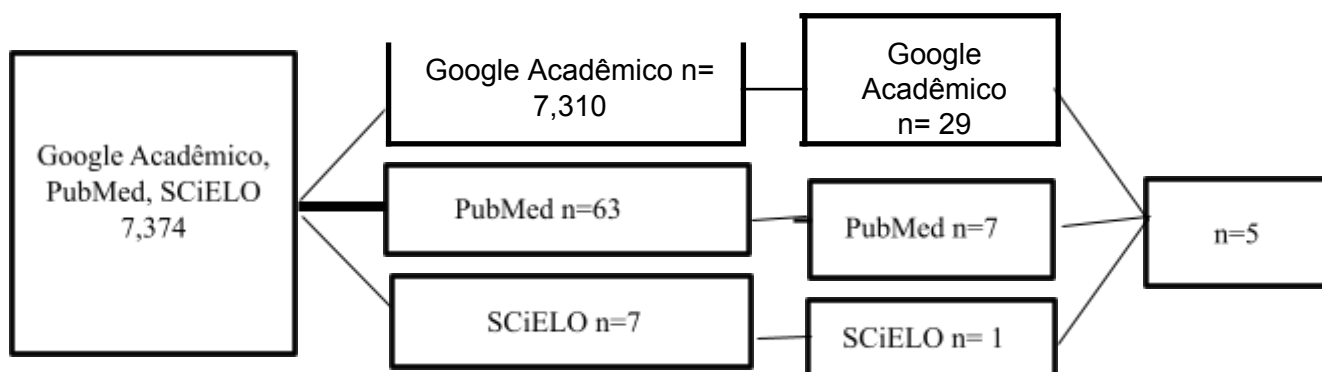 Google Acadêmico,
PubMed, SCiELO
7,374
Google Acadêmico n=
7,310
PubMed n=63
SCiELO n=7
Google
Acadêmico
n= 29
PubMed n=7
SCiELO n= 1
n=5